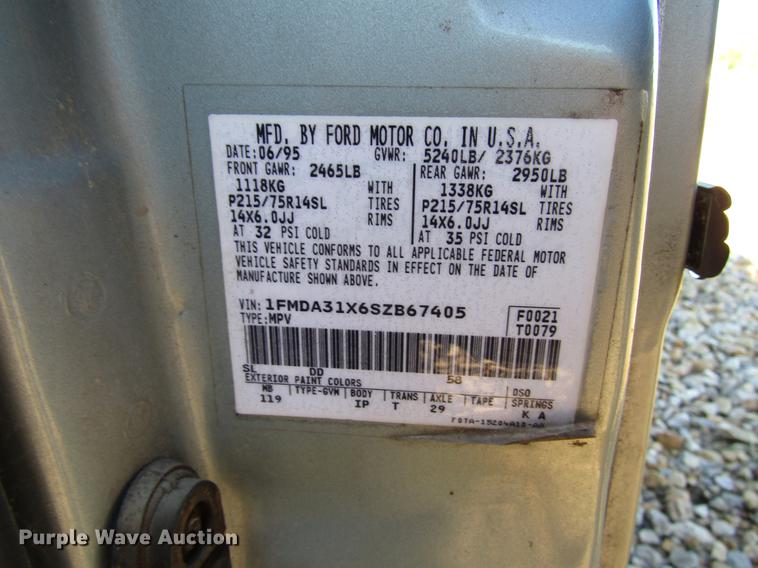 MFD. BY FORD MOTOR CO. IN U.S.A.
DATE: 06/95 GVWR: 5240LB/ 2376KG
FRONT GAWR: 2465LB REAR GAWR: 2950LB
1118KG WITH 1338KG WITH
P215/75R14SL TIRES P215/75R14SL TIRES
14X6.0JJ RIMS 14X6.0JJ RIMS
AT 32 PSI COLD AT 35 PSI COLD
THIS VEHICLE CONFORMS TO ALL APPLICABLE FEDERAL MOTOR
VEHICLE SAFETY STANDARDS IN EFFECT ON THE DATE OF
MANUFACTURE SHOWN ABOVE.
VIN: 1FMDA31X6SZB67405 F0021
TYPE: MPV T0079
SL DD 58
EXTERIOR PAINT COLORS DSO
WB TYPE-GVM BODY TRANS AXLE TAPE SPRINGS
119 IP T 29 K A
Purple Wave Auction